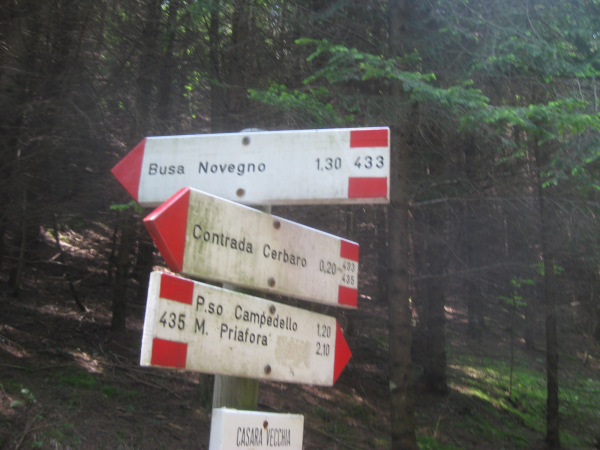 Busa Novegno 1,30 433
Contrada Cerbaro 0,20 433
435
P.so Campedello 1.20
435 M. Priaforà 2,10
CASARA VECCHIA